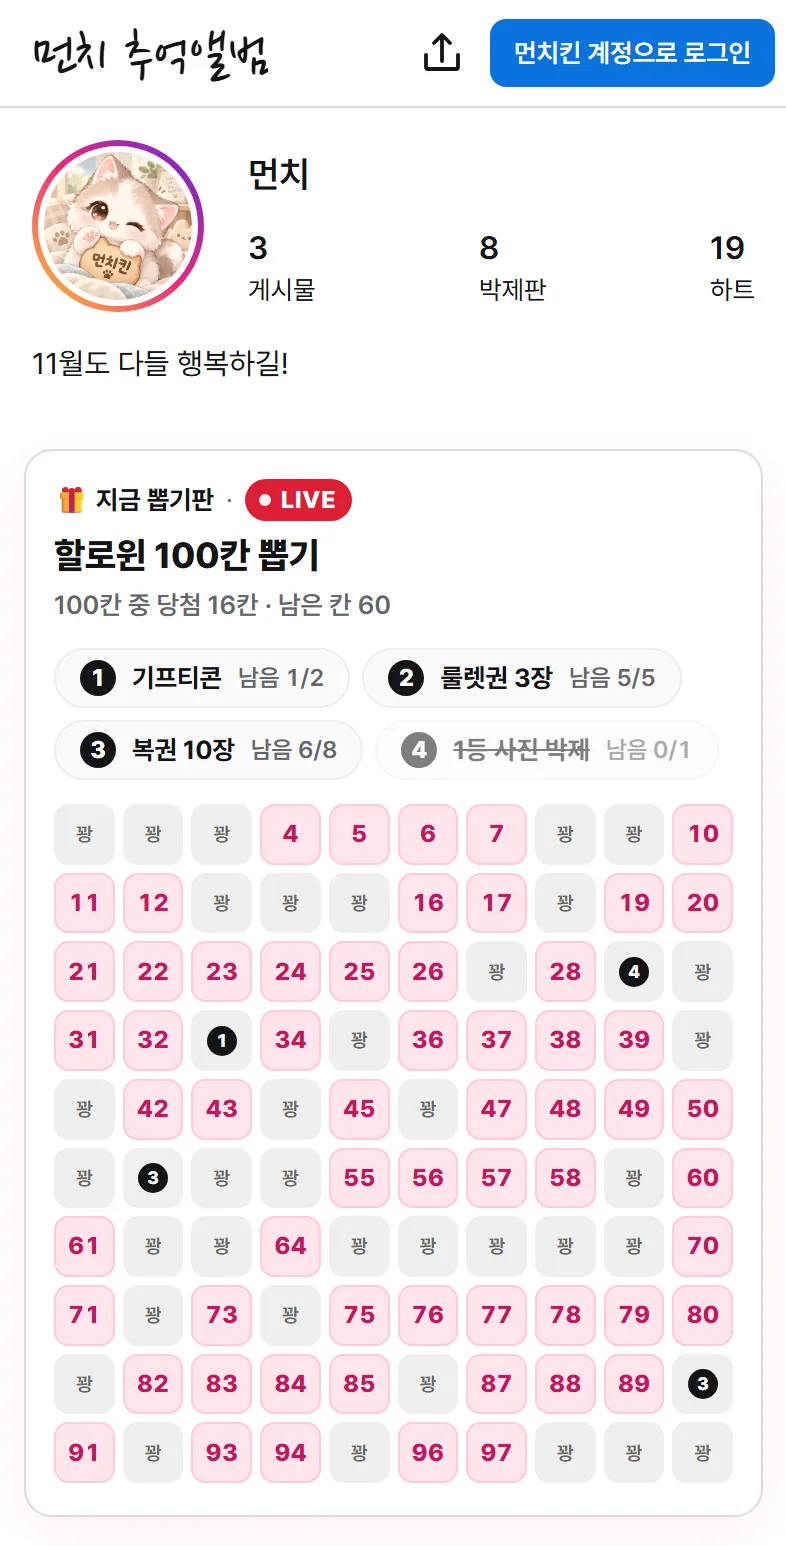 먼치 추억앨범
먼치킨 계정으로 로그인
먼치킨
먼치
3 8 19
게시물 박제판 하트
11월도 다들 행복하길!
지금 뽑기판 · LIVE
할로윈 100칸 뽑기
100칸 중 당첨 16칸 · 남은 칸 60
1 기프티콘 남음 1/2 2 룰렛권 3장 남음 5/5
3 복권 10장 남음 6/8 4 1등 사진 박제 남음 0/1
꽝 꽝 꽝 4 5 6 7 꽝 꽝 10
11 12 꽝 꽝 꽝 16 17 꽝 19 20
21 22 23 24 25 26 꽝 28 4 꽝
31 32 1 34 꽝 36 37 38 39 꽝
꽝 42 43 꽝 45 꽝 47 48 49 50
꽝 3 꽝 꽝 55 56 57 58 꽝 60
61 꽝 꽝 64 꽝 꽝 꽝 꽝 꽝 70
71 꽝 73 꽝 75 76 77 78 79 80
꽝 82 83 84 85 꽝 87 88 89 3
91 꽝 93 94 꽝 96 97 꽝 꽝 꽝